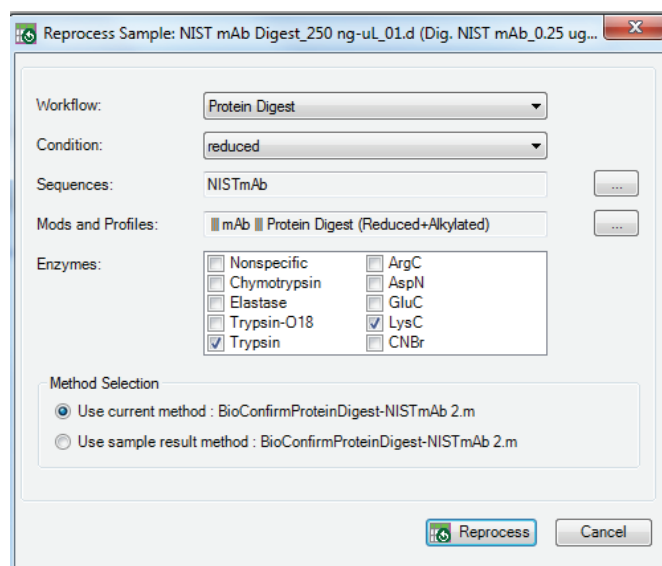 Reprocess Sample: NIST mAb Digest_250 ng-uL_01.d (Dig. NIST mAb_0.25 ug...
Workflow: Protein Digest
Condition: reduced
Sequences: NISTmAb ...
Mods and Profiles: mAb Protein Digest (Reduced+Alkylated) ...
Enzymes: Nonspecific ArgC
Chymotrypsin AspN
Elastase GluC
Trypsin-O18 LysC
Trypsin CNBr
Method Selection
Use current method : BioConfirmProteinDigest-NISTmAb 2.m
Use sample result method : BioConfirmProteinDigest-NISTmAb 2.m
Reprocess Cancel